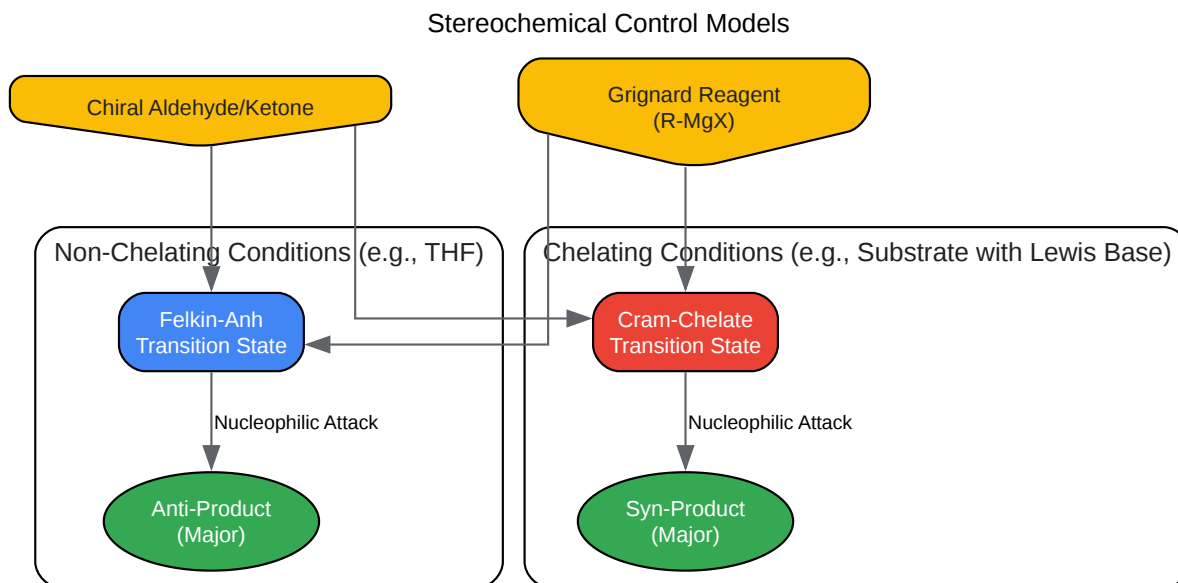 Stereochemical Control Models
Chiral Aldehyde/Ketone
Grignard Reagent
(R-MgX)
Non-Chelating Conditions (e.g., THF)
Chelating Conditions (e.g., Substrate with Lewis Base)
Felkin-Anh
Transition State
Cram-Chelate
Transition State
Nucleophilic Attack
Nucleophilic Attack
Anti-Product
(Major)
Syn-Product
(Major)